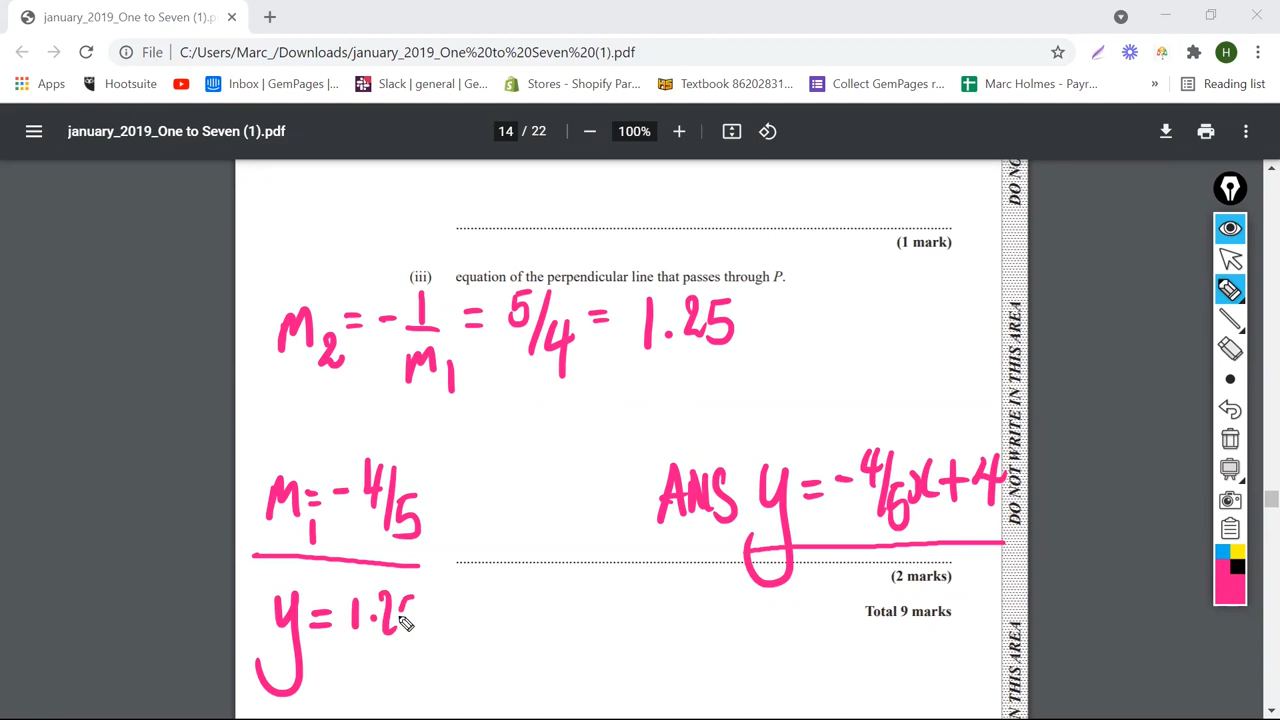 january_2019_One to Seven (1).p
File C:/Users/Marc_/Downloads/january_2019_One%20to%20Seven%20(1).pdf H
Apps Hootsuite Inbox (GemPages) -... Slack | general | Ge... Stores - Shopify Par... Textbook 86202831... Collect GemPages r... Marc Holmes - Payr... » Reading list
january_2019_One to Seven (1).pdf 14 / 22 100%
(1 mark)
(iii) equation of the perpendicular line that passes through P.
m2 = - 1/m1 = 5/4 = 1.25
m1 = - 4/5
ANS y = - 4/5x + 4
(2 marks)
y = 1.25
Total 9 marks
DO NOT WRITE IN THIS AREA